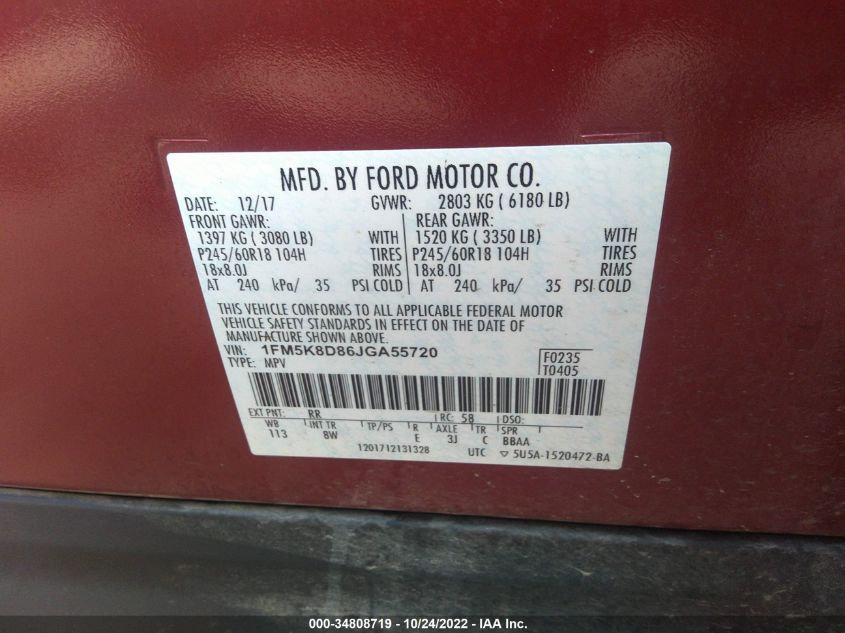 MFD. BY FORD MOTOR CO.
DATE: 12/17 GVWR: 2803 KG ( 6180 LB)
FRONT GAWR: REAR GAWR:
1397 KG ( 3080 LB) WITH 1520 KG ( 3350 LB) WITH
P245/60R18 104H TIRES P245/60R18 104H TIRES
18x8.0J RIMS 18x8.0J RIMS
AT 240 kPa/ 35 PSI COLD AT 240 kPa/ 35 PSI COLD
THIS VEHICLE CONFORMS TO ALL APPLICABLE FEDERAL MOTOR
VEHICLE SAFETY STANDARDS IN EFFECT ON THE DATE OF
MANUFACTURE SHOWN ABOVE.
VIN: 1FM5K8D86JGA55720 F0235
TYPE: MPV T0405
EXT PNT: RR RC: 58 DSO:
WB INT TR TP/PS R AXLE TR SPR
113 8W E 3J C BBAA
1201712131328 UTC ▽ 5U5A-1520472-BA
000-34808719 - 10/24/2022 - IAA Inc.